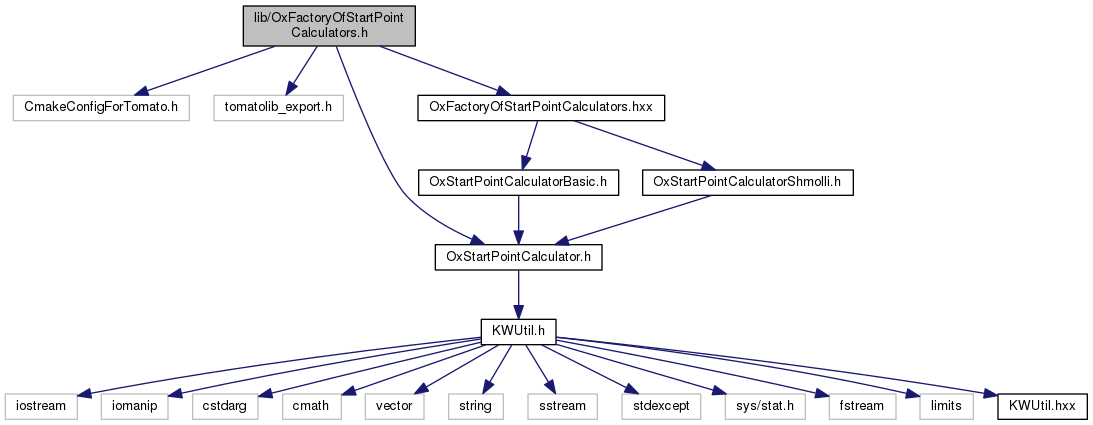 lib/OxFactoryOfStartPoint
Calculators.h
CmakeConfigForTomato.h
tomatolib_export.h
OxFactoryOfStartPointCalculators.hxx
OxStartPointCalculatorBasic.h
OxStartPointCalculatorShmolli.h
OxStartPointCalculator.h
KWUtil.h
iostream
iomanip
cstdarg
cmath
vector
string
sstream
stdexcept
sys/stat.h
fstream
limits
KWUtil.hxx